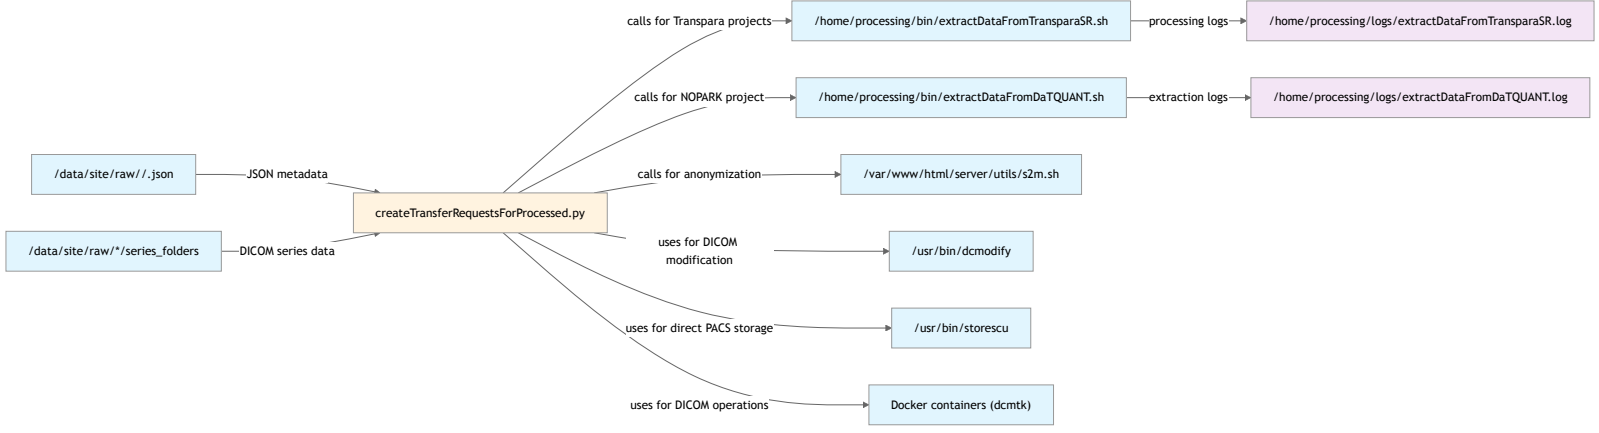 calls for Transpara projects
/home/processing/bin/extractDataFromTransparaSR.sh
processing logs
/home/processing/logs/extractDataFromTransparaSR.log
calls for NOPARK project
/home/processing/bin/extractDataFromDaTQUANT.sh
extraction logs
/home/processing/logs/extractDataFromDaTQUANT.log
/data/site/raw//.json
JSON metadata
calls for anonymization
/var/www/html/server/utils/s2m.sh
createTransferRequestsForProcessed.py
/data/site/raw/*/series_folders
DICOM series data
uses for DICOM
modification
/usr/bin/dcmodify
uses for direct PACS storage
/usr/bin/storescu
uses for DICOM operations
Docker containers (dcmtk)